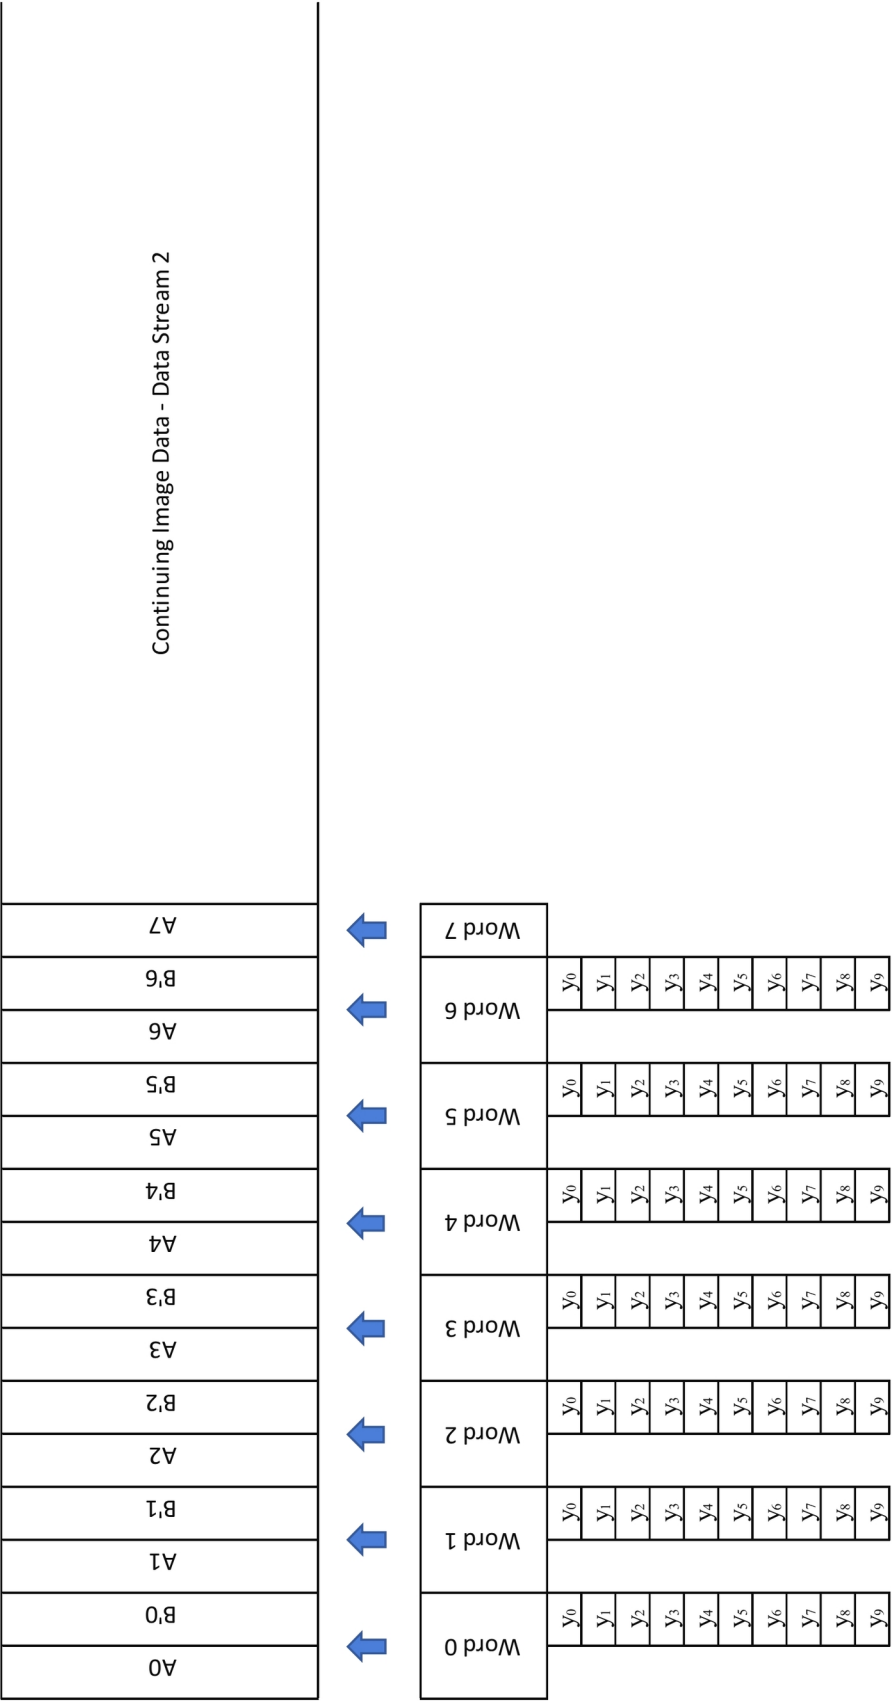 Continuing Image Data - Data Stream 2
A7
B'6
A6
B'5
A5
B'4
A4
B'3
A3
B'2
A2
B'1
A1
B'0
A0
Word 7
Word 6
y0 y1 y2 y3 y4 y5 y6 y7 y8 y9
Word 5
y0 y1 y2 y3 y4 y5 y6 y7 y8 y9
Word 4
y0 y1 y2 y3 y4 y5 y6 y7 y8 y9
Word 3
y0 y1 y2 y3 y4 y5 y6 y7 y8 y9
Word 2
y0 y1 y2 y3 y4 y5 y6 y7 y8 y9
Word 1
y0 y1 y2 y3 y4 y5 y6 y7 y8 y9
Word 0
y0 y1 y2 y3 y4 y5 y6 y7 y8 y9